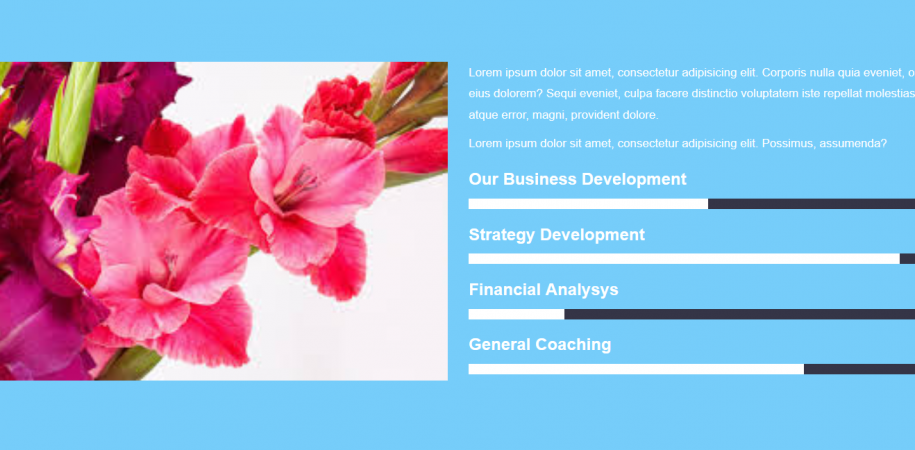 Lorem ipsum dolor sit amet, consectetur adipisicing elit. Corporis nulla quia eveniet,
eius dolorem? Sequi eveniet, culpa facere distinctio voluptatem iste repellat molestias
atque error, magni, provident dolore.
Lorem ipsum dolor sit amet, consectetur adipisicing elit. Possimus, assumenda?
Our Business Development
Strategy Development
Financial Analysys
General Coaching